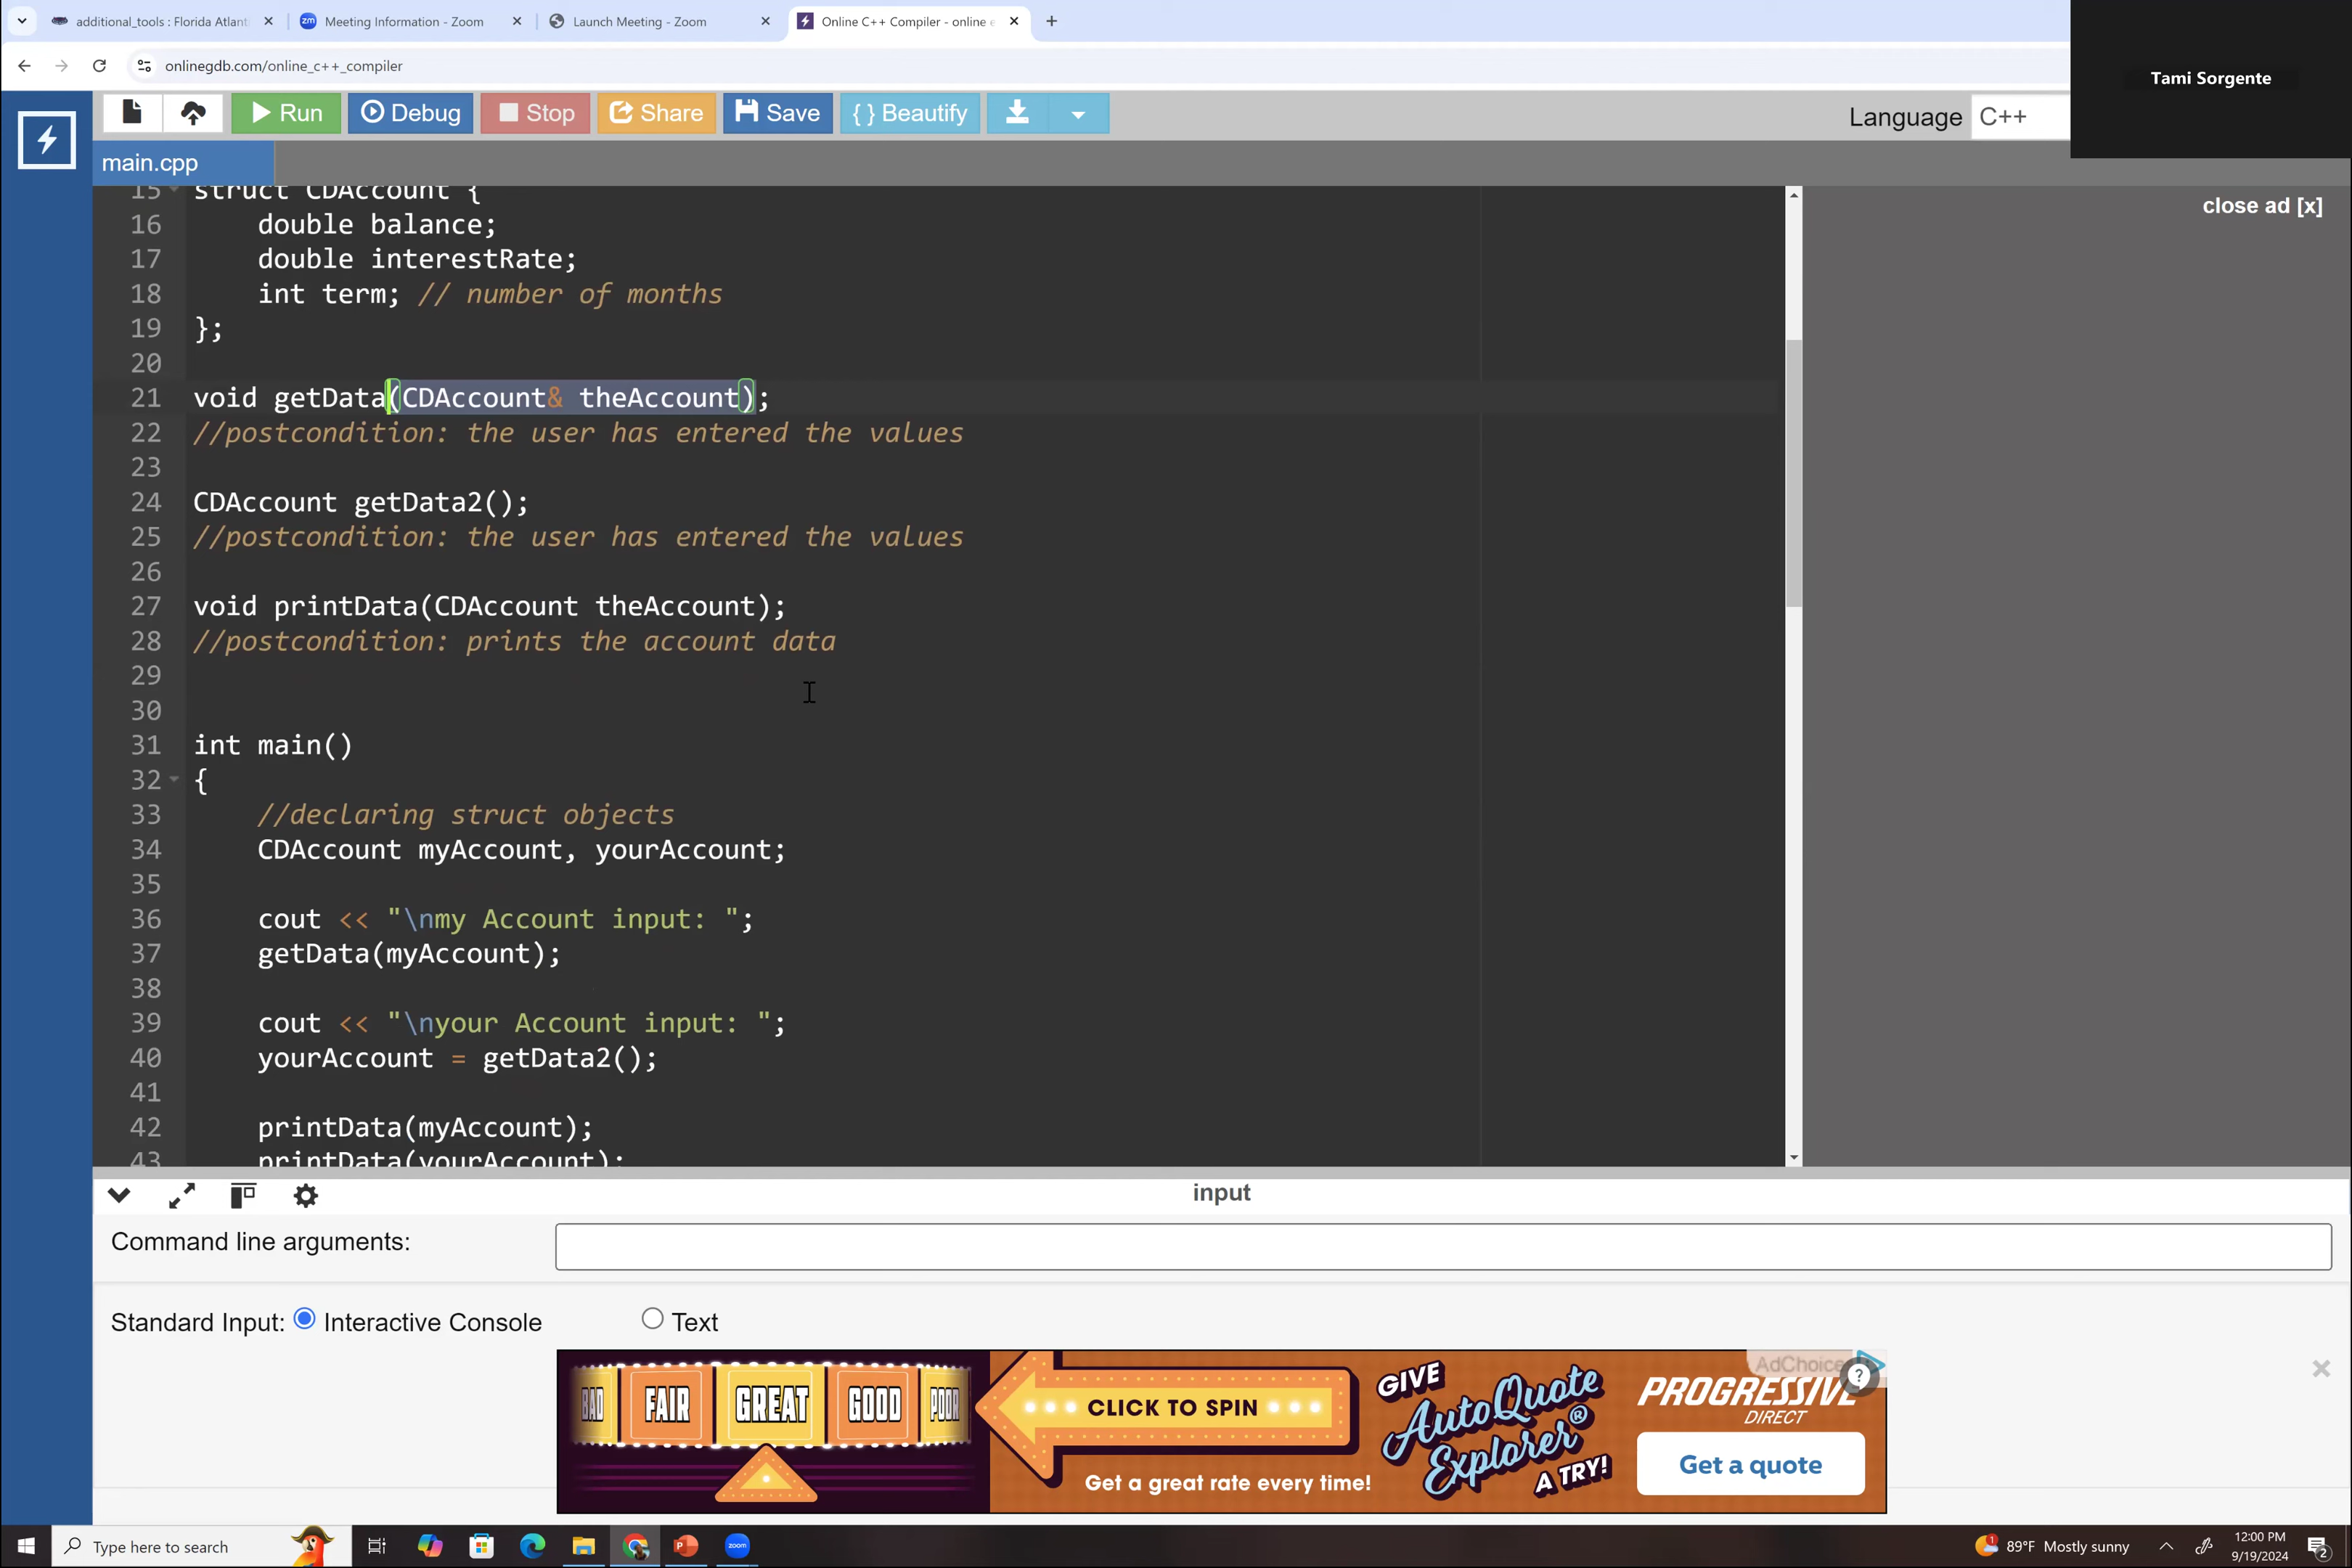 additional_tools : Florida Atlant
Meeting Information - Zoom
Launch Meeting - Zoom
Online C++ Compiler - online e
onlinegdb.com/online_c++_compiler
Tami Sorgente
Run
Debug
Stop
Share
Save
{ } Beautify
Language
C++
main.cpp
close ad [x]
15 struct CDAccount {
16 double balance;
17 double interestRate;
18 int term; // number of months
19 };
20
21 void getData(CDAccount& theAccount);
22 //postcondition: the user has entered the values
23
24 CDAccount getData2();
25 //postcondition: the user has entered the values
26
27 void printData(CDAccount theAccount);
28 //postcondition: prints the account data
29
30
31 int main()
32 {
33 //declaring struct objects
34 CDAccount myAccount, yourAccount;
35
36 cout << "\nmy Account input: ";
37 getData(myAccount);
38
39 cout << "\nyour Account input: ";
40 yourAccount = getData2();
41
42 printData(myAccount);
43 printData(yourAccount);
input
Command line arguments:
Standard Input: Interactive Console Text
BAD FAIR GREAT GOOD POOR
CLICK TO SPIN
Get a great rate every time!
GIVE
AutoQuote
Explorer®
A TRY!
AdChoice
PROGRESSIVE
DIRECT
Get a quote
Type here to search
zoom
89°F Mostly sunny
12:00 PM
9/19/2024
2